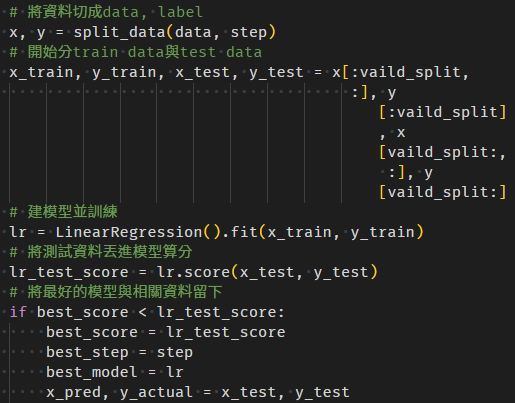 # 將資料切成data, label
x, y = split_data(data, step)
# 開始分train data與test data
x_train, y_train, x_test, y_test = x[:vaild_split,
:], y
[:vaild_split]
, x
[vaild_split:,
:], y
[vaild_split:]
# 建模型並訓練
lr = LinearRegression().fit(x_train, y_train)
# 將測試資料丟進模型算分
lr_test_score = lr.score(x_test, y_test)
# 將最好的模型與相關資料留下
if best_score < lr_test_score:
best_score = lr_test_score
best_step = step
best_model = lr
x_pred, y_actual = x_test, y_test